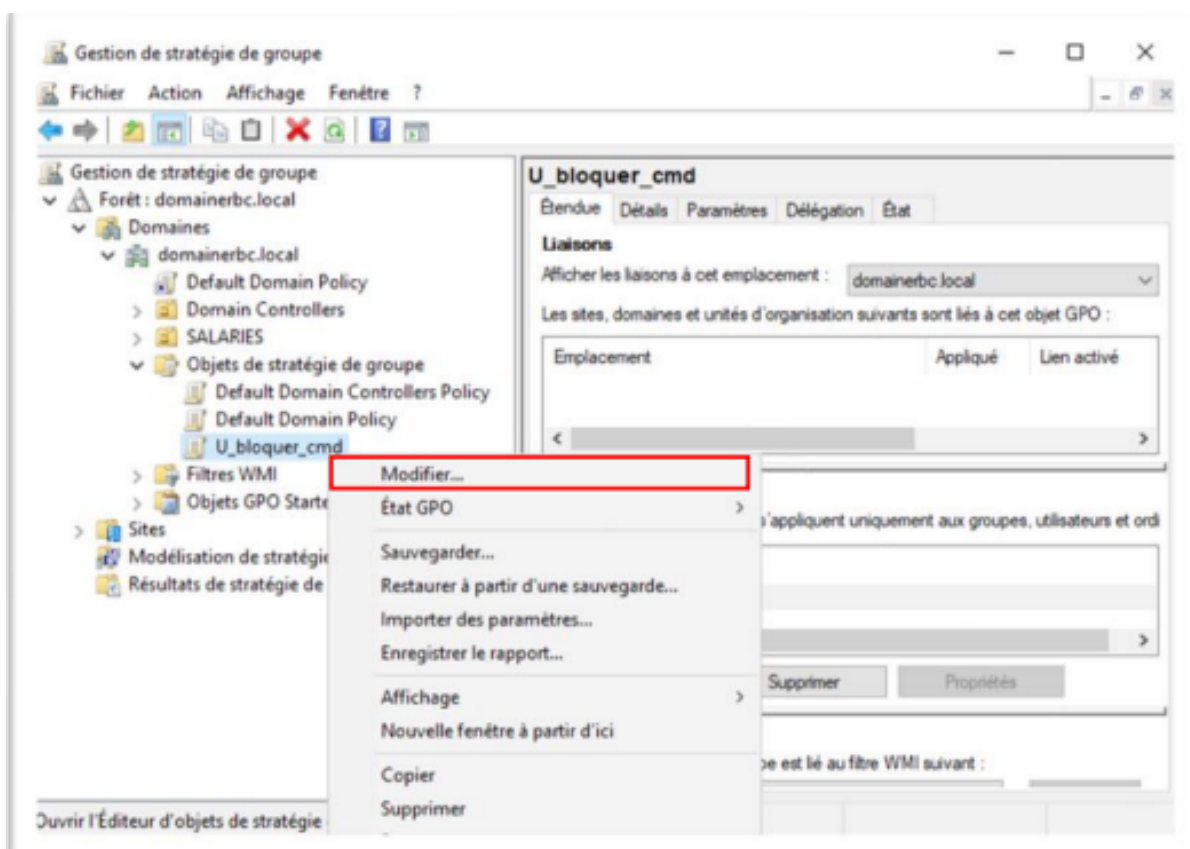 Gestion de stratégie de groupe
Fichier Action Affichage Fenêtre ?
Gestion de stratégie de groupe
Forêt : domainerbc.local
Domaines
domainerbc.local
Default Domain Policy
Domain Controllers
SALARIES
Objets de stratégie de groupe
Default Domain Controllers Policy
Default Domain Policy
U_bloquer_cmd
Filtres WMI
Objets GPO Starte
Sites
Modélisation de stratégie
Résultats de stratégie de
U_bloquer_cmd
Étendue Détails Paramètres Délégation État
Liaisons
Afficher les liaisons à cet emplacement : domainerbc.local
Les sites, domaines et unités d'organisation suivants sont liés à cet objet GPO :
Emplacement Appliqué Lien activé
Modifier...
État GPO
Sauvegarder...
Restaurer à partir d'une sauvegarde...
Importer des paramètres...
Enregistrer le rapport...
Affichage
Nouvelle fenêtre à partir d'ici
Copier
Supprimer
s'appliquent uniquement aux groupes, utilisateurs et ordi
Supprimer Propriétés
pe est lié au filtre WMI suivant :
Ouvrir l'Éditeur d'objets de stratégie